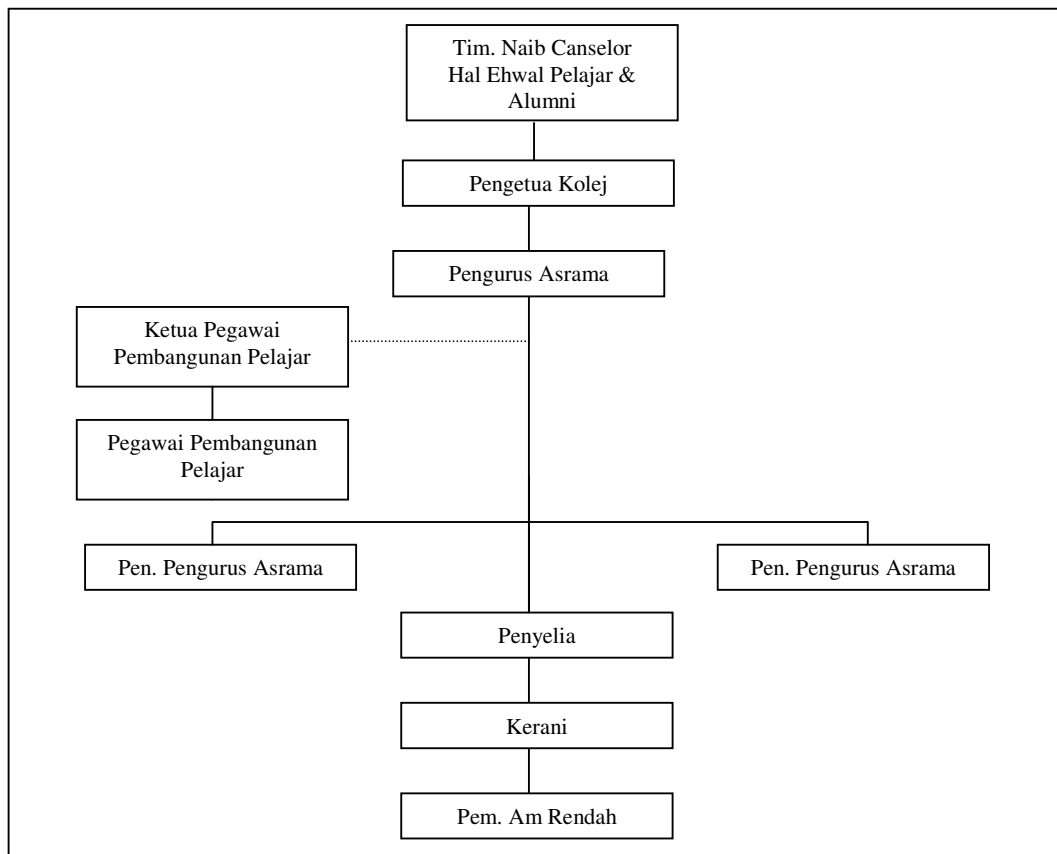 Tim. Naib Canselor
Hal Ehwal Pelajar &
Alumni
Pengetua Kolej
Pengurus Asrama
Ketua Pegawai
Pembangunan Pelajar
Pegawai Pembangunan
Pelajar
Pen. Pengurus Asrama
Pen. Pengurus Asrama
Penyelia
Kerani
Pem. Am Rendah